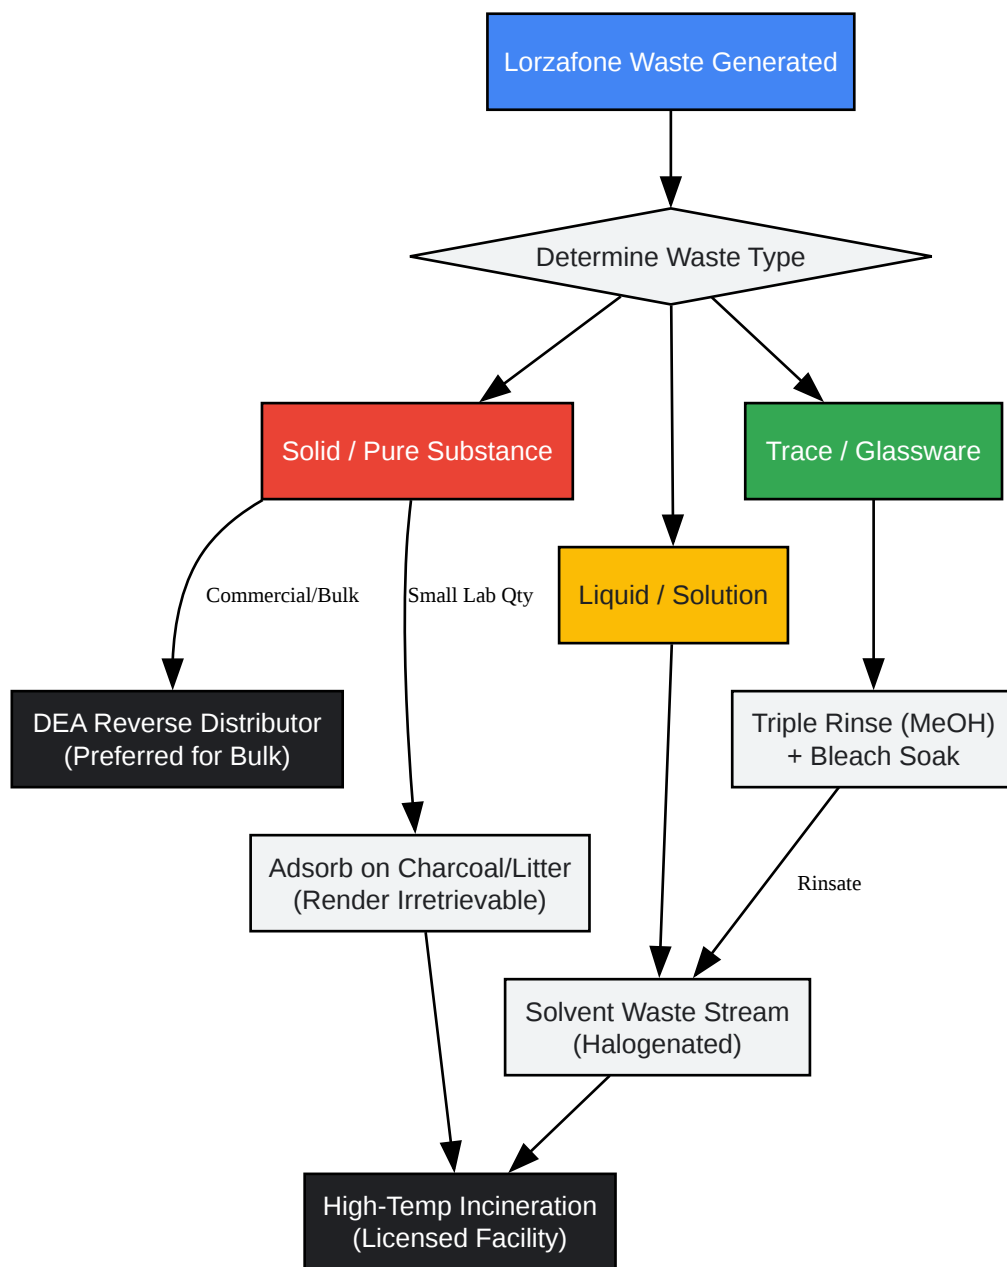 Lorzafone Waste Generated
Determine Waste Type
Solid / Pure Substance
Trace / Glassware
Commercial/Bulk
Small Lab Qty
Liquid / Solution
DEA Reverse Distributor
(Preferred for Bulk)
Triple Rinse (MeOH)
+ Bleach Soak
Adsorb on Charcoal/Litter
(Render Irretrievable)
Rinsate
Solvent Waste Stream
(Halogenated)
High-Temp Incineration
(Licensed Facility)